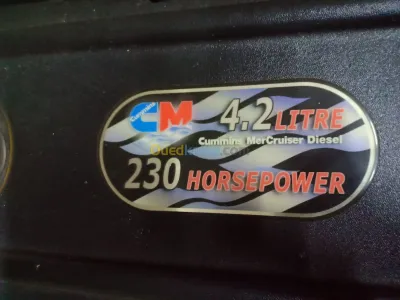 CM 4.2 LITRE
Cummins MerCruiser Diesel
230 HORSEPOWER